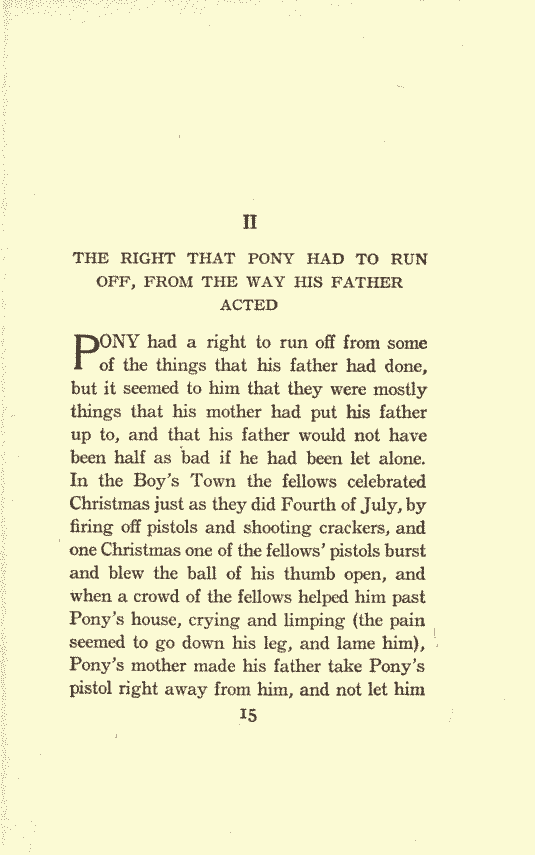 II
THE RIGHT THAT PONY HAD TO RUN
OFF, FROM THE WAY HIS FATHER
ACTED
PONY had a right to run off from some
of the things that his father had done,
but it seemed to him that they were mostly
things that his mother had put his father
up to, and that his father would not have
been half as bad if he had been let alone.
In the Boy's Town the fellows celebrated
Christmas just as they did Fourth of July, by
firing off pistols and shooting crackers, and
one Christmas one of the fellows' pistols burst
and blew the ball of his thumb open, and
when a crowd of the fellows helped him past
Pony's house, crying and limping (the pain
seemed to go down his leg, and lame him),
Pony's mother made his father take Pony's
pistol right away from him, and not let him
15